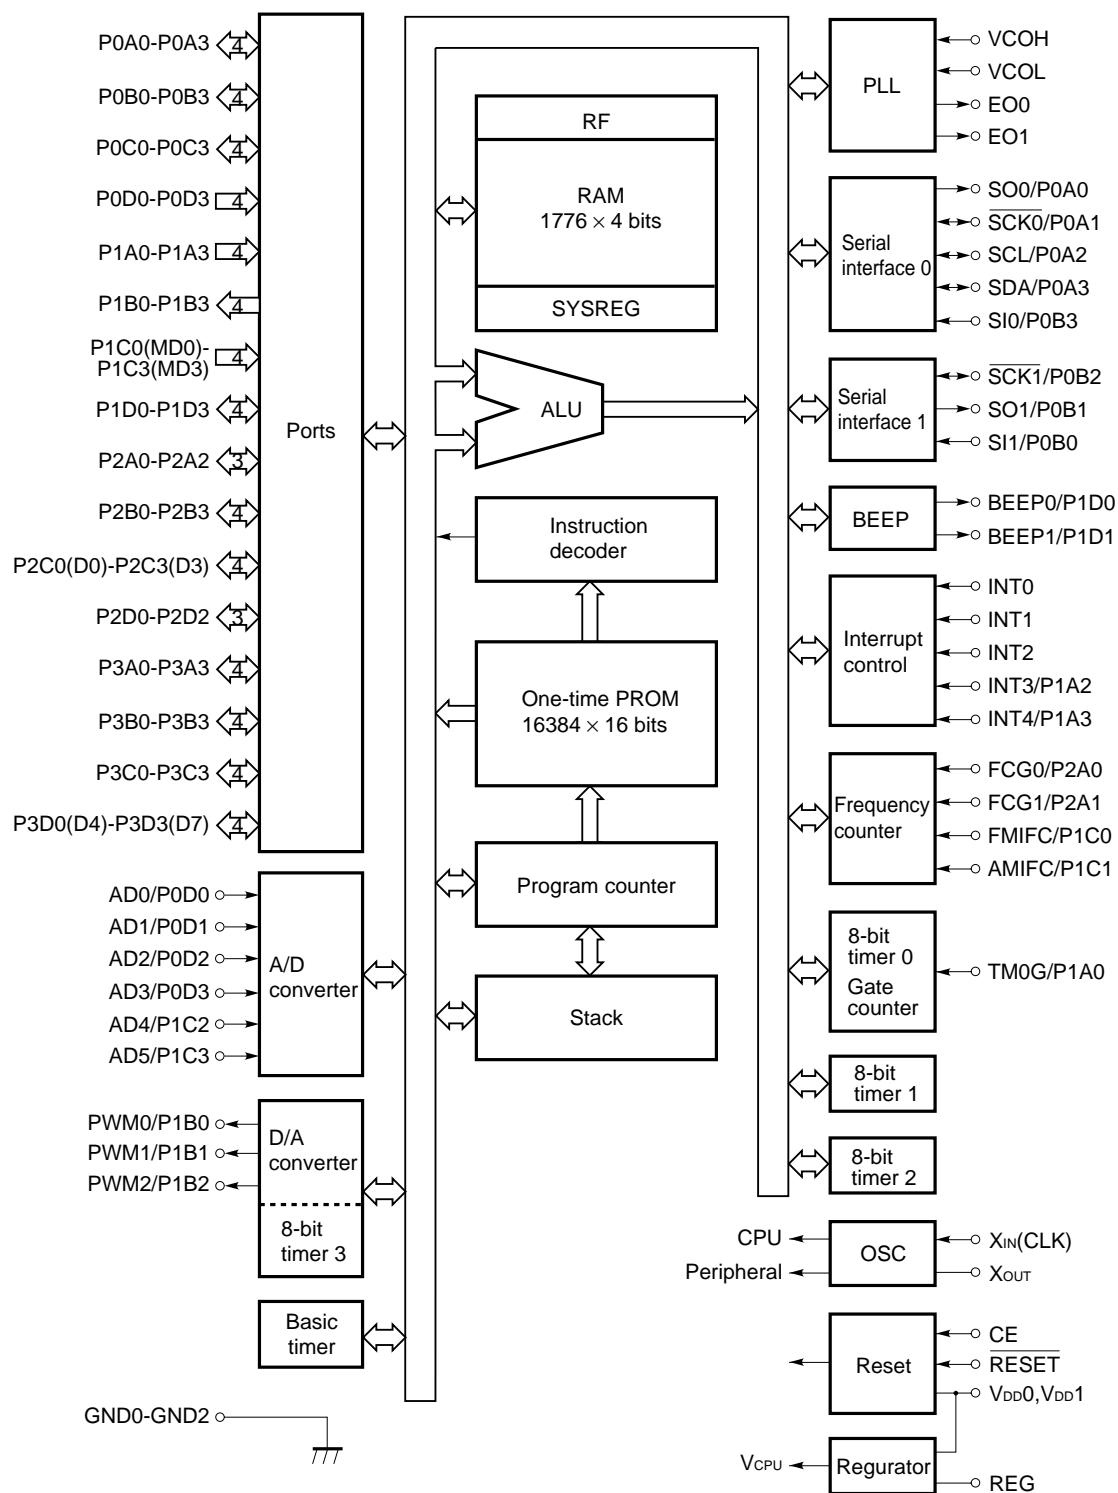 P0A0-P0A3
4
P0B0-P0B3
4
P0C0-P0C3
4
P0D0-P0D3
4
P1A0-P1A3
4
P1B0-P1B3
4
P1C0(MD0)-
P1C3(MD3)
4
P1D0-P1D3
4
P2A0-P2A2
3
P2B0-P2B3
4
P2C0(D0)-P2C3(D3)
4
P2D0-P2D2
3
P3A0-P3A3
4
P3B0-P3B3
4
P3C0-P3C3
4
P3D0(D4)-P3D3(D7)
4
Ports
AD0/P0D0
AD1/P0D1
AD2/P0D2
AD3/P0D3
AD4/P1C2
AD5/P1C3
A/D
converter
PWM0/P1B0
PWM1/P1B1
PWM2/P1B2
D/A
converter
8-bit
timer 3
Basic
timer
GND0-GND2
RF
RAM
1776 × 4 bits
SYSREG
ALU
Instruction
decoder
One-time PROM
16384 × 16 bits
Program counter
Stack
PLL
VCOH
VCOL
EO0
EO1
Serial
interface 0
SO0/P0A0
S̅C̅K̅0̅/P0A1
SCL/P0A2
SDA/P0A3
SI0/P0B3
Serial
interface 1
S̅C̅K̅1̅/P0B2
SO1/P0B1
SI1/P0B0
BEEP
BEEP0/P1D0
BEEP1/P1D1
Interrupt
control
INT0
INT1
INT2
INT3/P1A2
INT4/P1A3
Frequency
counter
FCG0/P2A0
FCG1/P2A1
FMIFC/P1C0
AMIFC/P1C1
8-bit
timer 0
Gate
counter
TM0G/P1A0
8-bit
timer 1
8-bit
timer 2
CPU
Peripheral
OSC
XIN(CLK)
XOUT
Reset
CE
R̅E̅S̅E̅T̅
VDD0,VDD1
VCPU
Regurator
REG